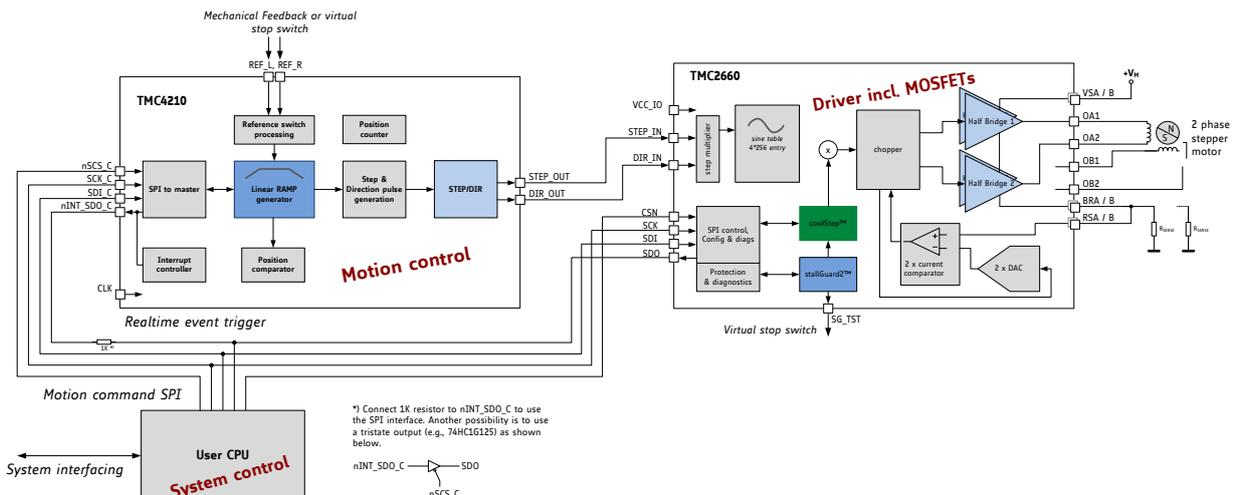 Mechanical Feedback or virtual
stop switch
REF_L, REF_R
TMC4210
Reference switch
processing
Position
counter
nSCS_C
SCK_C
SDI_C
nINT_SDO_C
SPI to master
Linear RAMP
generator
Step &
Direction pulse
generation
STEP/DIR
STEP_OUT
DIR_OUT
Interrupt
controller
Position
comparator
Motion control
CLK
Realtime event trigger
1K *)
Motion command SPI
User CPU
System control
System interfacing
*) Connect 1K resistor to nINT_SDO_C to use
the SPI interface. Another possibility is to use
a tristate output (e.g., 74HC1G125) as shown
below.
nINT_SDO_C
SDO
nSCS_C
TMC2660
Driver incl. MOSFETs
VCC_IO
STEP_IN
DIR_IN
step multiplier
sine table
4*256 entry
x
chopper
Half Bridge 1
Half Bridge 2
+VM
VSA / B
OA1
OA2
OB1
OB2
BRA / B
RSA / B
N
S
2 phase
stepper
motor
RSENSE
RSENSE
CSN
SCK
SDI
SDO
SPI control,
Config & diags
Protection
& diagnostics
coolStep™
stallGuard2™
+
−
2 x current
comparator
2 x DAC
SG_TST
Virtual stop switch